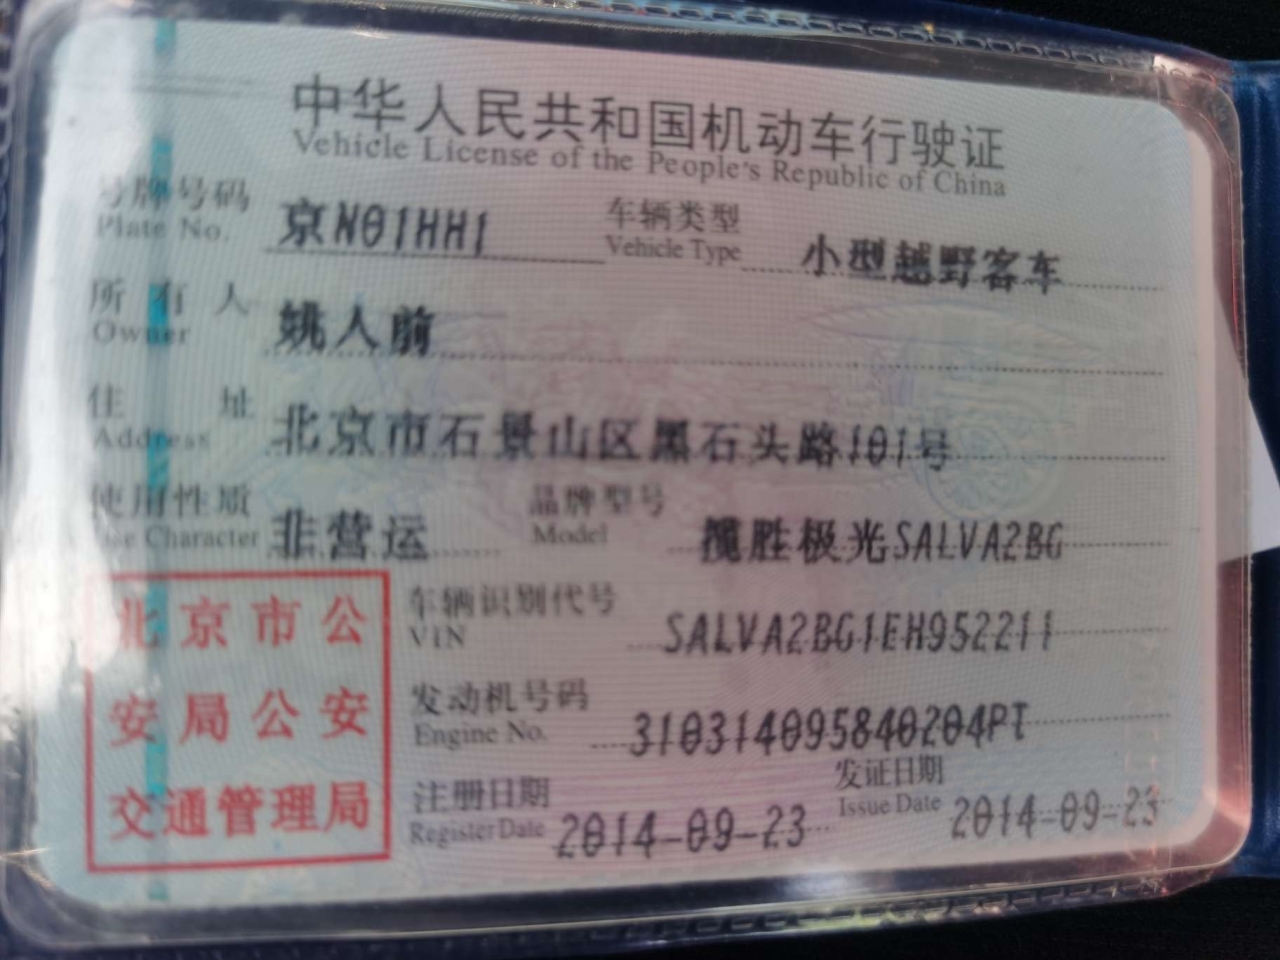 中华人民共和国机动车行驶证
Vehicle License of the People's Republic of China
号牌号码 京N01HH1 车辆类型 小型越野客车
Plate No. Vehicle Type
所有人 姚人前
Owner
住址 北京市石景山区黑石头路101号
Address
使用性质 非营运 品牌型号 揽胜极光SALVA2BG
Use Character Model
北京市公
安局公安
交通管理局
车辆识别代号 SALVA2BG1EH952211
VIN
发动机号码 310314095840204PT
Engine No.
注册日期 2014-09-23 发证日期 2014-09-23
Register Date Issue Date